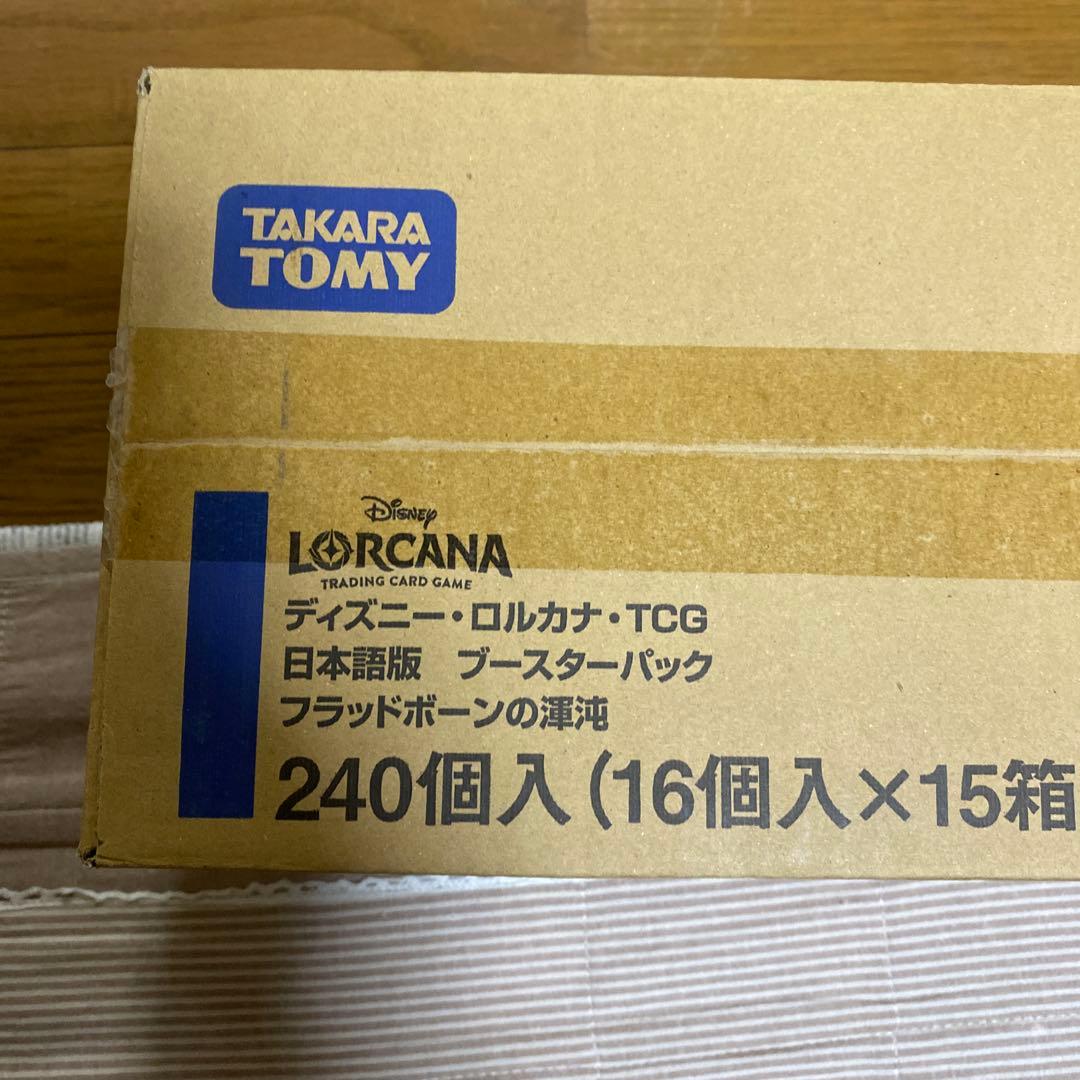 TAKARA
TOMY
Disney
LORCANA
TRADING CARD GAME
ディズニー・ロルカナ・TCG
日本語版　ブースターパック
フラッドボーンの渾沌
240個入（16個入×15箱